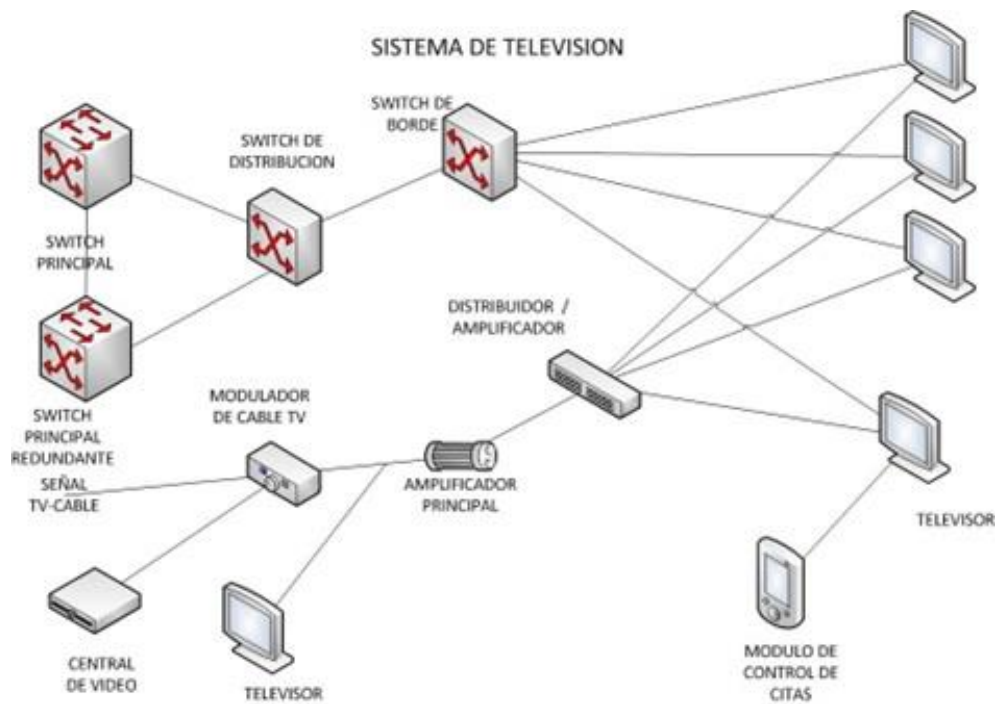 SISTEMA DE TELEVISION
SWITCH DE
BORDE
SWITCH DE
DISTRIBUCION
SWITCH
PRINCIPAL
DISTRIBUIDOR /
AMPLIFICADOR
MODULADOR
DE CABLE TV
SWITCH
PRINCIPAL
REDUNDANTE
SEÑAL
TV-CABLE
AMPLIFICADOR
PRINCIPAL
TELEVISOR
CENTRAL
DE VIDEO
TELEVISOR
MODULO DE
CONTROL DE
CITAS